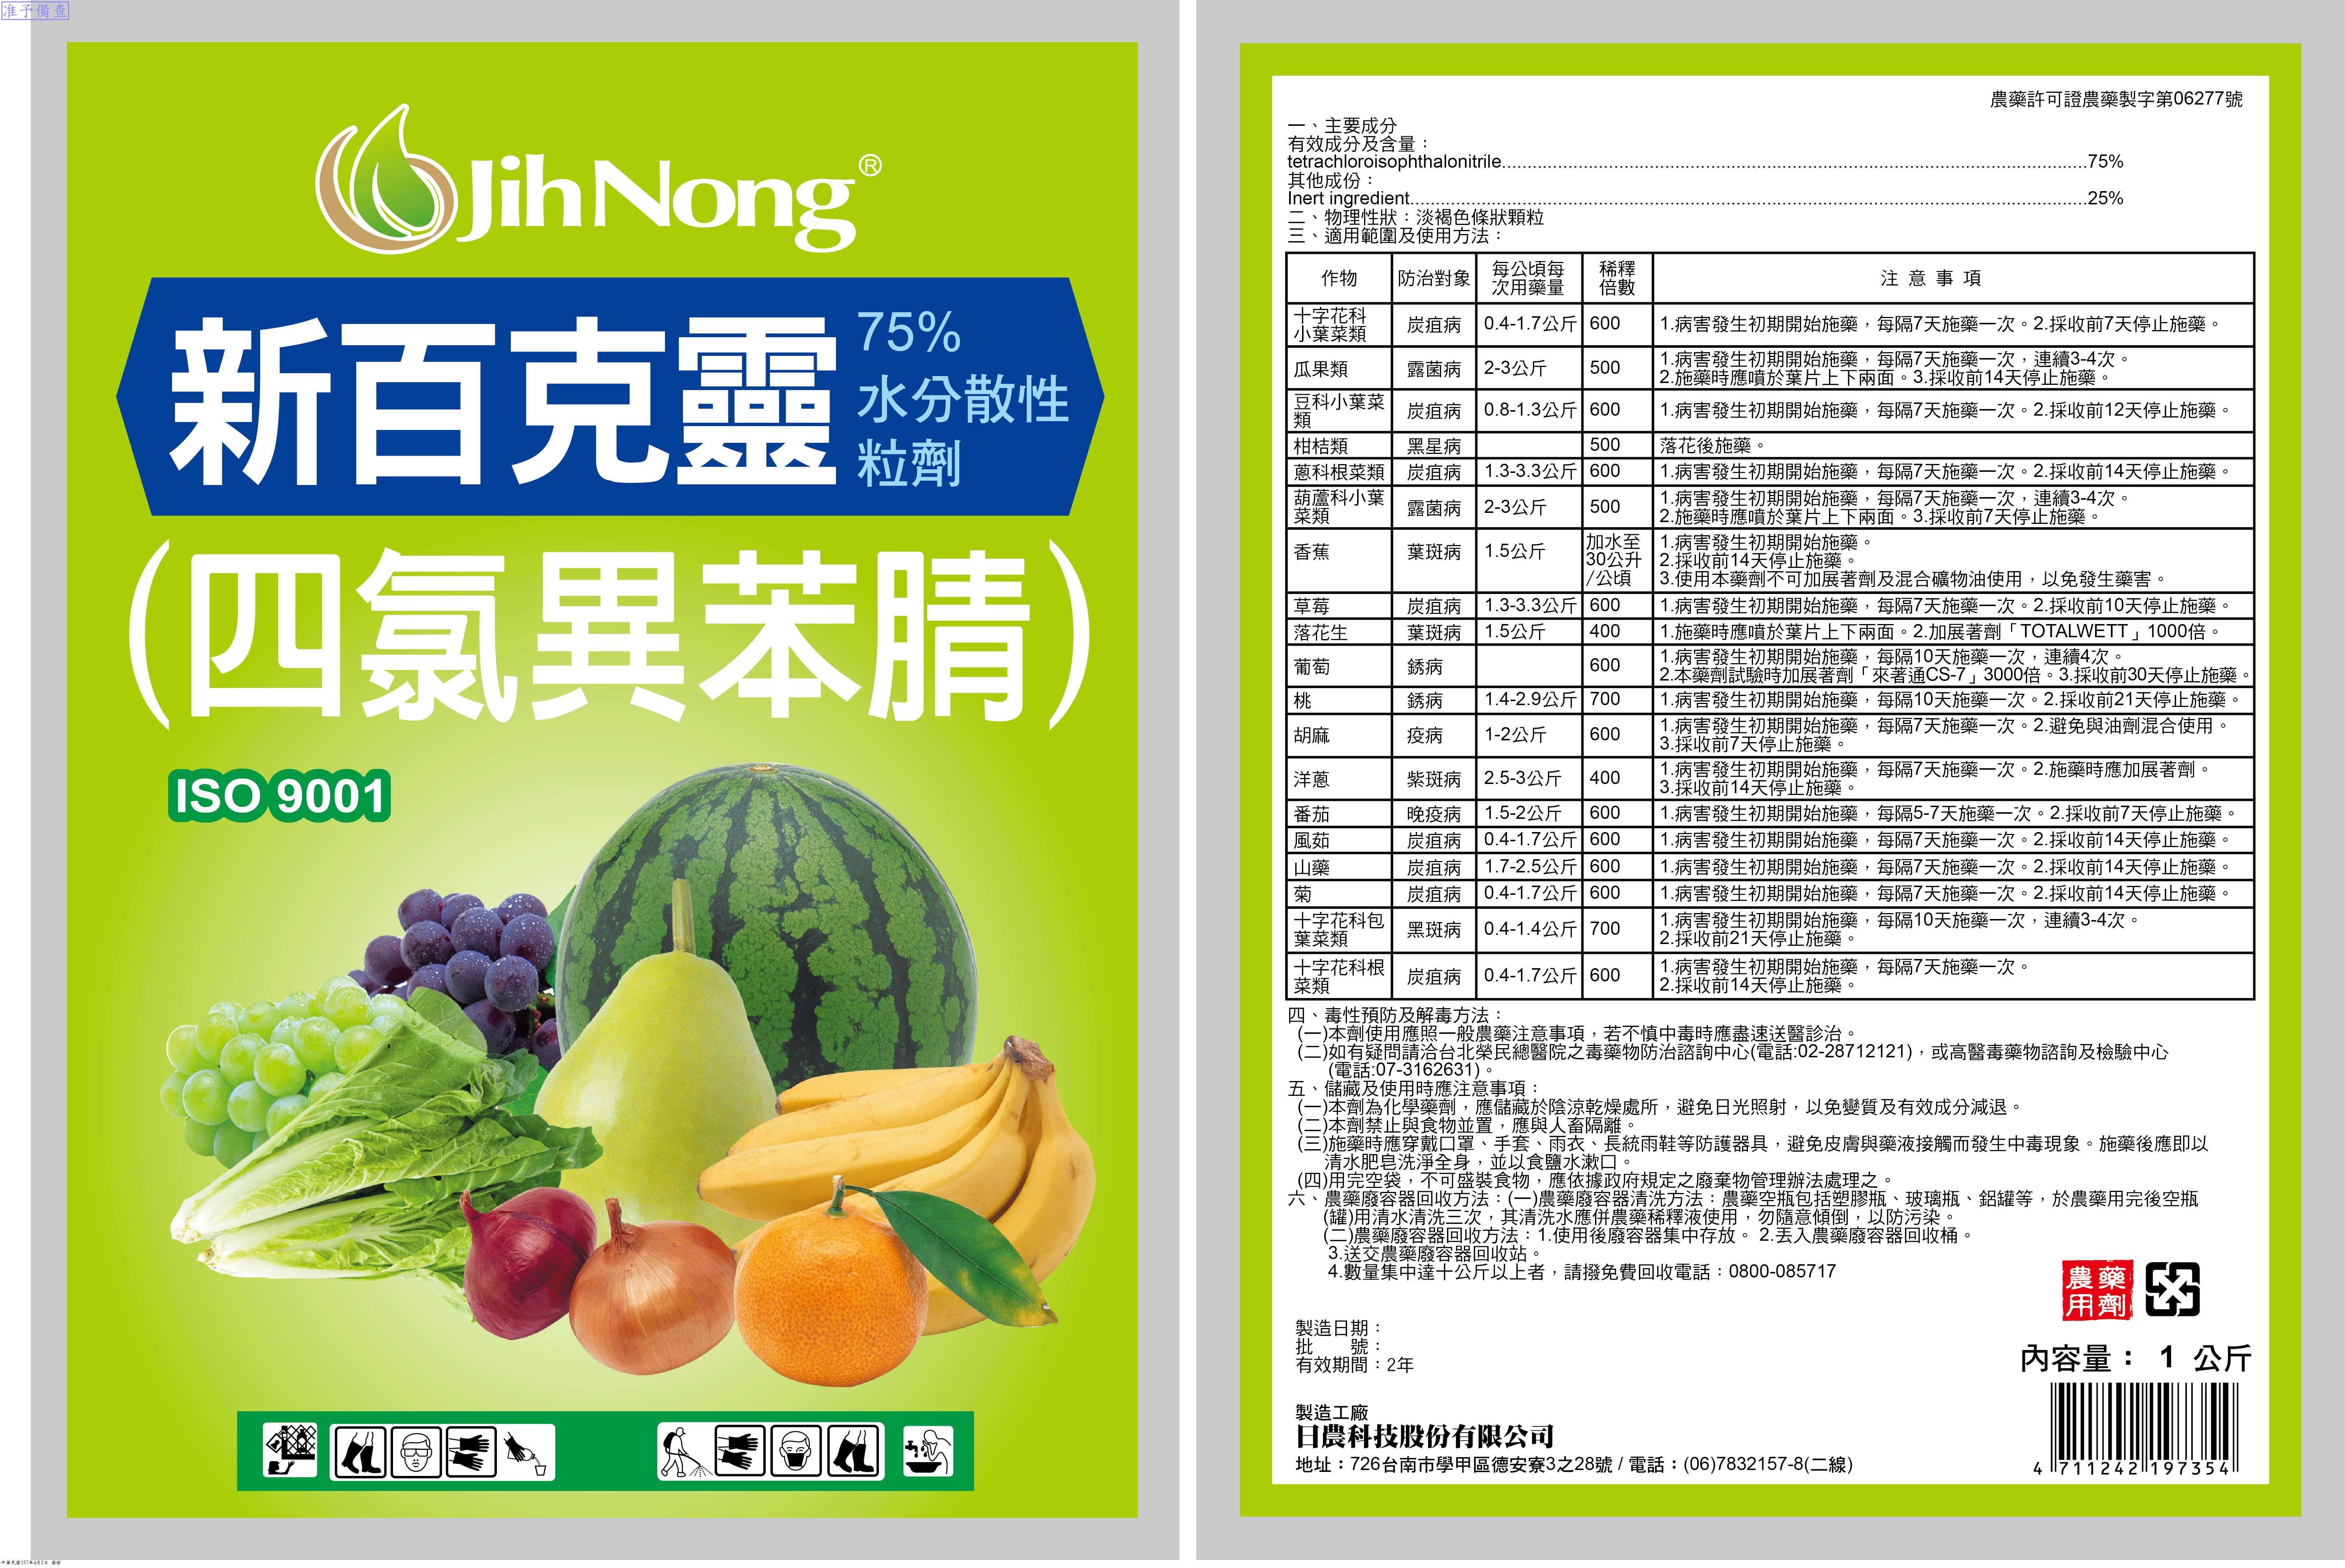 准予備查
JihNong®
新百克靈
75%
水分散性
粒劑
(四氯異苯腈)
ISO 9001
農藥許可證農藥製字第06277號
一、主要成分
有效成分及含量：
tetrachloroisophthalonitrile........................75%
其他成份：
Inert ingredient........................25%
二、物理性狀：淡褐色條狀顆粒
三、適用範圍及使用方法：
作物 防治對象 每公頃每次用藥量 稀釋倍數 注意事項
十字花科小葉菜類 炭疽病 0.4-1.7公斤 600 1.病害發生初期開始施藥，每隔7天施藥一次。2.採收前7天停止施藥。
瓜果類 露菌病 2-3公斤 500 1.病害發生初期開始施藥，每隔7天施藥一次，連續3-4次。
2.施藥時應噴於葉片上下兩面。3.採收前14天停止施藥。
豆科小葉菜類 炭疽病 0.8-1.3公斤 600 1.病害發生初期開始施藥，每隔7天施藥一次。2.採收前12天停止施藥。
柑桔類 黑星病 500 落花後施藥。
蔥科根菜類 炭疽病 1.3-3.3公斤 600 1.病害發生初期開始施藥，每隔7天施藥一次。2.採收前14天停止施藥。
葫蘆科小葉菜類 露菌病 2-3公斤 500 1.病害發生初期開始施藥，每隔7天施藥一次，連續3-4次。
2.施藥時應噴於葉片上下兩面。3.採收前7天停止施藥。
香蕉 葉斑病 1.5公斤 加水至30公升/公頃 1.病害發生初期開始施藥。
2.採收前14天停止施藥。
3.使用本藥劑不可加展著劑及混合礦物油使用，以免發生藥害。
草莓 炭疽病 1.3-3.3公斤 600 1.病害發生初期開始施藥，每隔7天施藥一次。2.採收前10天停止施藥。
落花生 葉斑病 1.5公斤 400 1.施藥時應噴於葉片上下兩面。2.加展著劑「TOTALWETT」1000倍。
葡萄 銹病 600 1.病害發生初期開始施藥，每隔10天施藥一次，連續4次。
2.本藥劑試驗時加展著劑「來著通CS-7」3000倍。3.採收前30天停止施藥。
桃 銹病 1.4-2.9公斤 700 1.病害發生初期開始施藥，每隔10天施藥一次。2.採收前21天停止施藥。
胡麻 疫病 1-2公斤 600 1.病害發生初期開始施藥，每隔7天施藥一次。2.避免與油劑混合使用。
3.採收前7天停止施藥。
洋蔥 紫斑病 2.5-3公斤 400 1.病害發生初期開始施藥，每隔7天施藥一次。2.施藥時應加展著劑。
3.採收前14天停止施藥。
番茄 晚疫病 1.5-2公斤 600 1.病害發生初期開始施藥，每隔5-7天施藥一次。2.採收前7天停止施藥。
風茹 炭疽病 0.4-1.7公斤 600 1.病害發生初期開始施藥，每隔7天施藥一次。2.採收前14天停止施藥。
山藥 炭疽病 1.7-2.5公斤 600 1.病害發生初期開始施藥，每隔7天施藥一次。2.採收前14天停止施藥。
菊 炭疽病 0.4-1.7公斤 600 1.病害發生初期開始施藥，每隔7天施藥一次。2.採收前14天停止施藥。
十字花科包葉菜類 黑斑病 0.4-1.4公斤 700 1.病害發生初期開始施藥，每隔10天施藥一次，連續3-4次。
2.採收前21天停止施藥。
十字花科根菜類 炭疽病 0.4-1.7公斤 600 1.病害發生初期開始施藥，每隔7天施藥一次。
2.採收前14天停止施藥。
四、毒性預防及解毒方法：
(一)本劑使用應照一般農藥注意事項，若不慎中毒時應盡速送醫診治。
(二)如有疑問請洽台北榮民總醫院之毒藥物防治諮詢中心(電話:02-28712121)，或高醫毒藥物諮詢及檢驗中心
(電話:07-3162631)。
五、儲藏及使用時應注意事項：
(一)本劑為化學藥劑，應儲藏於陰涼乾燥處所，避免日光照射，以免變質及有效成分減退。
(二)本劑禁止與食物並置，應與人畜隔離。
(三)施藥時應穿戴口罩、手套、雨衣、長統雨鞋等防護器具，避免皮膚與藥液接觸而發生中毒現象。施藥後應即以
清水肥皂洗淨全身，並以食鹽水漱口。
(四)用完空袋，不可盛裝食物，應依據政府規定之廢棄物管理辦法處理之。
六、農藥廢容器回收方法：(一)農藥廢容器清洗方法：農藥空瓶包括塑膠瓶、玻璃瓶、鋁罐等，於農藥用完後空瓶
(罐)用清水清洗三次，其清洗水應併農藥稀釋液使用，勿隨意傾倒，以防污染。
(二)農藥廢容器回收方法：1.使用後廢容器集中存放。 2.丟入農藥廢容器回收桶。
3.送交農藥廢容器回收站。
4.數量集中達十公斤以上者，請撥免費回收電話：0800-085717
農藥
用劑
製造日期：
批　　號：
有效期間：2年
內容量： 1 公斤
製造工廠
日農科技股份有限公司
地址：726台南市學甲區德安寮3之28號 / 電話：(06)7832157-8(二線)
4 711242 197354